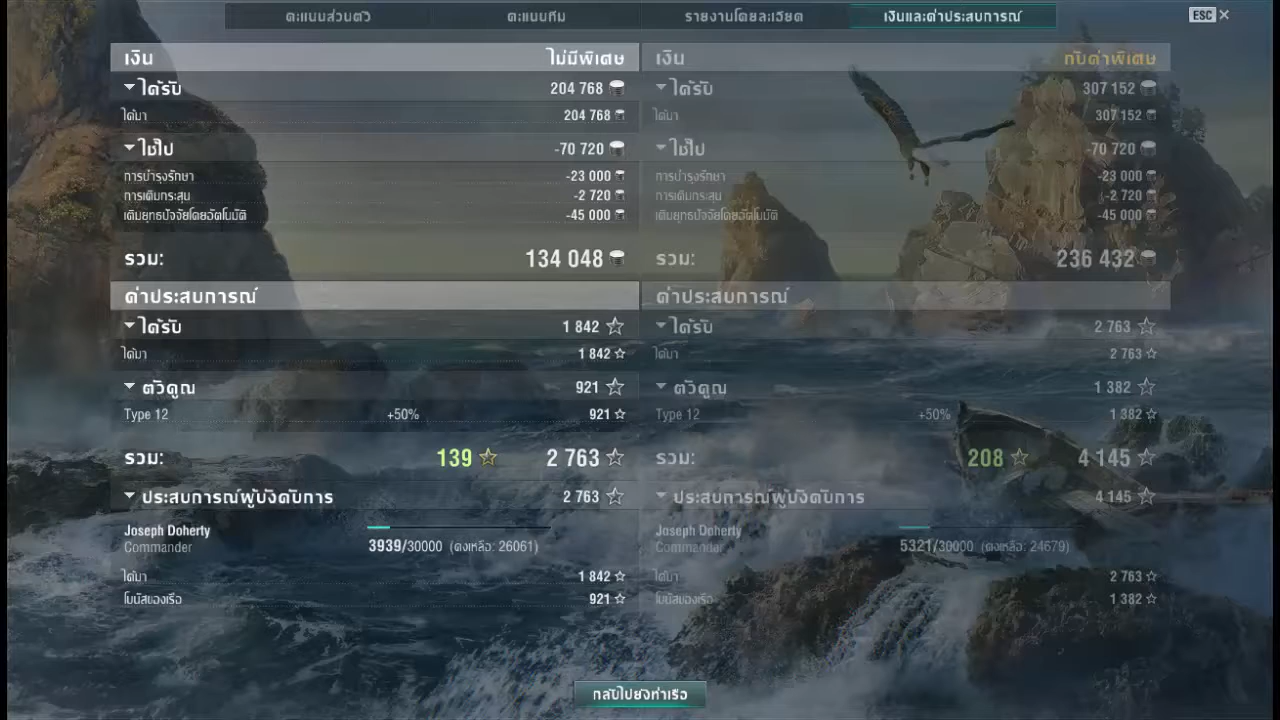 คะแนนส่วนตัว คะแนนทีม รายงานโดยละเอียด เงินและค่าประสบการณ์ ESC ×
เงิน ไม่มีพิเศษ เงิน กับค่าพิเศษ
ได้รับ 204 768 ได้รับ 307 152
ได้มา 204 768 ได้มา 307 152
ใช้ไป -70 720 ใช้ไป -70 720
การบำรุงรักษา -23 000 การบำรุงรักษา -23 000
การเติมกระสุน -2 720 การเติมกระสุน -2 720
เติมยุทธปัจจัยโดยอัตโนมัติ -45 000 เติมยุทธปัจจัยโดยอัตโนมัติ -45 000
รวม: 134 048 รวม: 236 432
ค่าประสบการณ์ ค่าประสบการณ์
ได้รับ 1 842 ได้รับ 2 763
ได้มา 1 842 ได้มา 2 763
ตัวคูณ 921 ตัวคูณ 1 382
Type 12 +50% 921 Type 12 +50% 1 382
รวม: 139 2 763 รวม: 208 4 145
ประสบการณ์ผู้บังคับการ 2 763 ประสบการณ์ผู้บังคับการ 4 145
Joseph Doherty Joseph Doherty
Commander 3939/30000 (คงเหลือ: 26061) Commander 5321/30000 (คงเหลือ: 24679)
ได้มา 1 842 ได้มา 2 763
โบนัสของเรือ 921 โบนัสของเรือ 1 382
กลับไปยังท่าเรือ